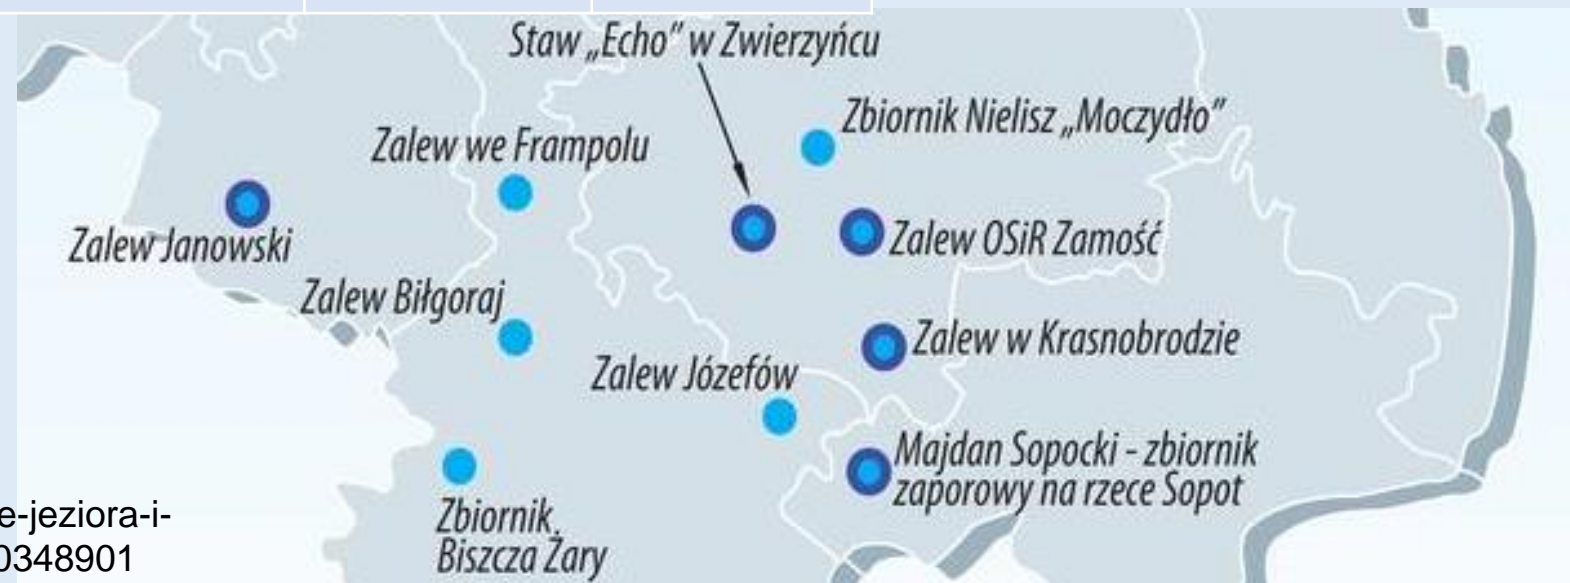 Staw „Echo” w Zwierzyńcu
Zbiornik Nielisz „Moczydło”
Zalew we Frampolu
Zalew Janowski
Zalew OSiR Zamość
Zalew Biłgoraj
Zalew w Krasnobrodzie
Zalew Józefów
Majdan Sopocki - zbiornik
zaporowy na rzece Sopot
Zbiornik
Biszcza Żary
e-jeziora-i-
0348901